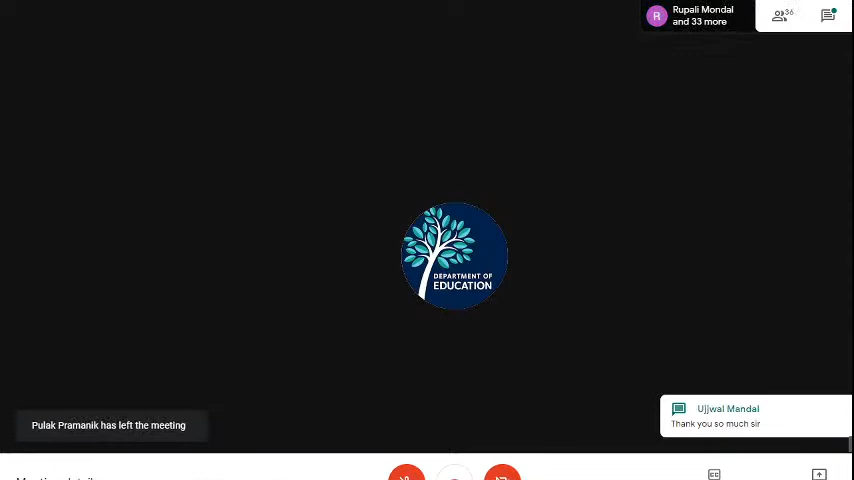 R
Rupali Mondal
and 33 more
36
DEPARTMENT OF
EDUCATION
Pulak Pramanik has left the meeting
Ujjwal Mandal
Thank you so much sir
CC